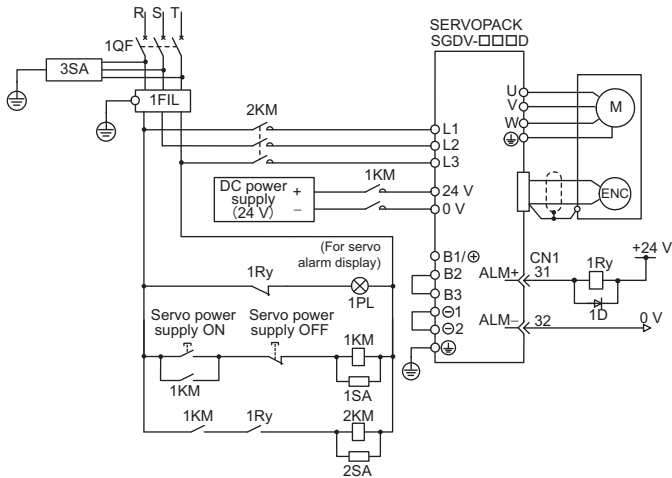 R S T
1QF
3SA
1FIL
2KM
SERVOPACK
SGDV-□□□D
L1
L2
L3
U
V
W
M
ENC
DC power
supply
(24 V)
+
−
1KM
24 V
0 V
B1/⊕
B2
B3
⊖1
⊖2
CN1
ALM+ 31
1Ry
+24 V
1D
ALM− 32
0 V
(For servo
alarm display)
1Ry
1PL
Servo power
supply ON
Servo power
supply OFF
1KM
1KM
1SA
1KM
1Ry
2KM
2SA